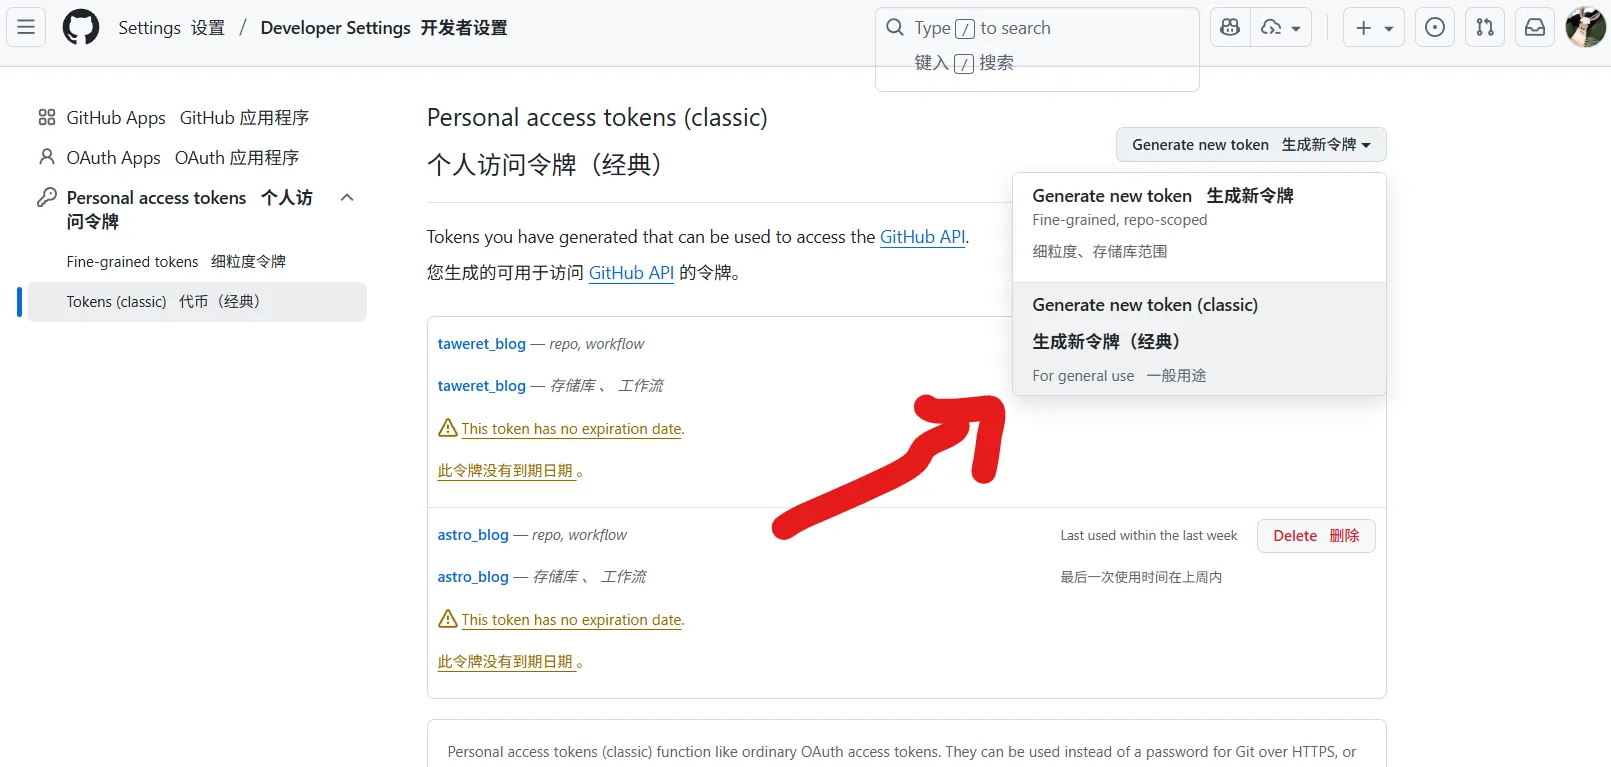 Settings 设置 / Developer Settings 开发者设置
Type / to search
键入 / 搜索
GitHub Apps GitHub 应用程序
OAuth Apps OAuth 应用程序
Personal access tokens 个人访
问令牌
Fine-grained tokens 细粒度令牌
Tokens (classic) 代币（经典）
Personal access tokens (classic)
个人访问令牌（经典）
Generate new token 生成新令牌
Generate new token 生成新令牌
Fine-grained, repo-scoped
细粒度、存储库范围
Generate new token (classic)
生成新令牌（经典）
For general use 一般用途
Tokens you have generated that can be used to access the GitHub API.
您生成的可用于访问 GitHub API 的令牌。
taweret_blog — repo, workflow
taweret_blog — 存储库 、 工作流
This token has no expiration date.
此令牌没有到期日期 。
astro_blog — repo, workflow
Last used within the last week
Delete 删除
astro_blog — 存储库 、 工作流
最后一次使用时间在上周内
This token has no expiration date.
此令牌没有到期日期 。
Personal access tokens (classic) function like ordinary OAuth access tokens. They can be used instead of a password for Git over HTTPS, or